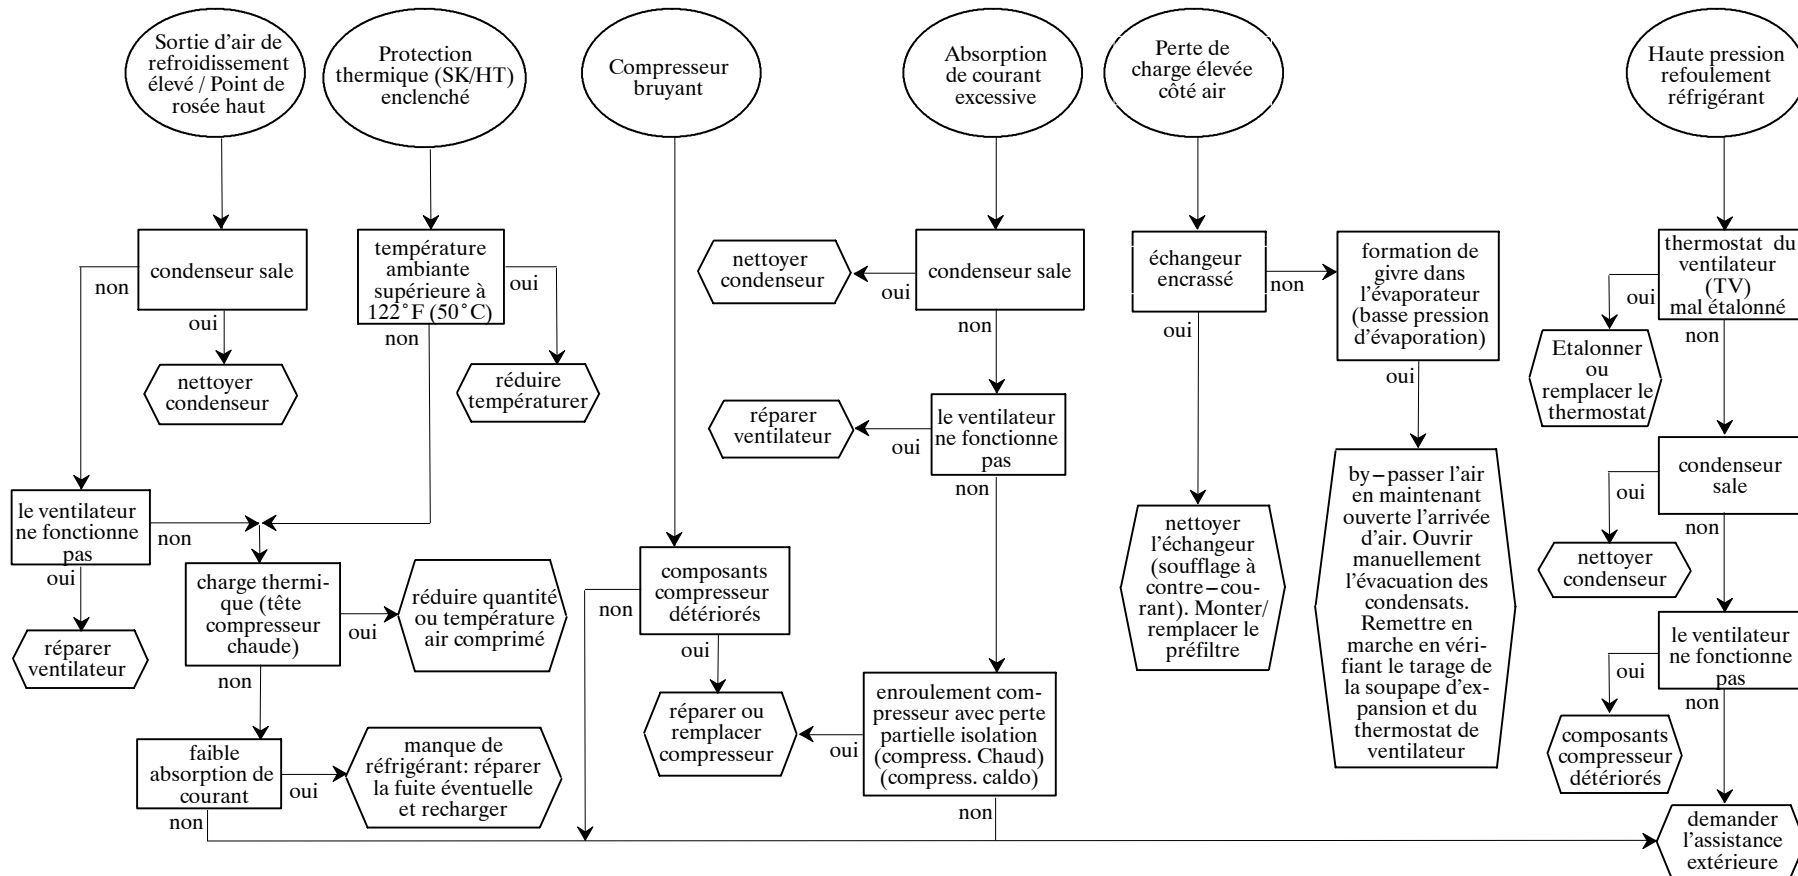 Sortie d'air de
refroidissement
élevé / Point de
rosée haut
Protection
thermique (SK/HT)
enclenché
Compresseur
bruyant
Absorption
de courant
excessive
Perte de
charge élevée
côté air
Haute pression
refoulement
réfrigérant
condenseur sale
non
oui
nettoyer
condenseur
température
ambiante
supérieure à
122°F (50°C)
oui
non
réduire
températurer
nettoyer
condenseur
oui
condenseur sale
non
échangeur
encrassé
non
oui
formation de
givre dans
l'évaporateur
(basse pression
d'évaporation)
oui
thermostat du
ventilateur
(TV)
mal étalonné
oui
non
Etalonner
ou
remplacer le
thermostat
réparer
ventilateur
oui
le ventilateur
ne fonctionne
pas
non
condenseur
sale
oui
non
nettoyer
condenseur
le ventilateur
ne fonctionne
pas
non
oui
réparer
ventilateur
charge thermi-
que (tête
compresseur
chaude)
oui
non
réduire quantité
ou température
air comprimé
composants
compresseur
détériorés
non
oui
réparer ou
remplacer
compresseur
oui
enroulement com-
presseur avec perte
partielle isolation
(compress. Chaud)
(compress. caldo)
non
nettoyer
l'échangeur
(soufflage à
contre-cou-
rant). Monter/
remplacer le
préfiltre
by-passer l'air
en maintenant
ouverte l'arrivée
d'air. Ouvrir
manuellement
l'évacuation des
condensats.
Remettre en
marche en véri-
fiant le tarage de
la soupape d'ex-
pansion et du
thermostat de
ventilateur
le ventilateur
ne fonctionne
pas
oui
non
composants
compresseur
détériorés
faible
absorption de
courant
oui
non
manque de
réfrigérant: réparer
la fuite éventuelle
et recharger
demander
l'assistance
extérieure